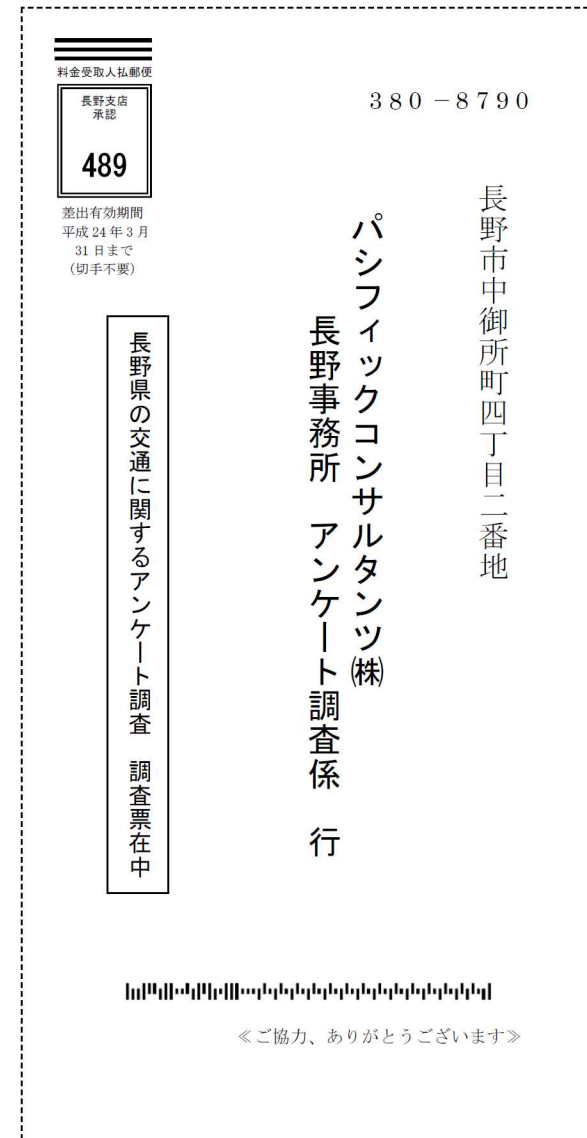 料金受取人払郵便
長野支店
承認
489
差出有効期間
平成24年3月
31日まで
(切手不要)
380-8790
長野市中御所町四丁目二番地
パシフィックコンサルタンツ㈱
長野事務所 アンケート調査係 行
長野県の交通に関するアンケート調査 調査票在中
≪ご協力、ありがとうございます≫